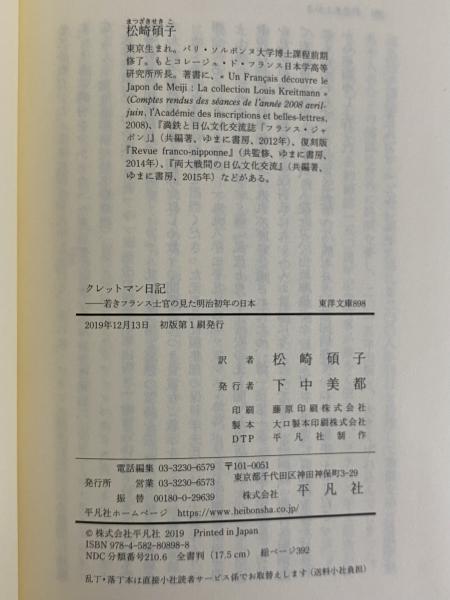 まつざきせきこ
松崎碩子
東京生まれ。パリ・ソルボンヌ大学博士課程前期
修了。もとコレージュ・ド・フランス日本学高等
研究所所長。著書に、« Un Français découvre le
Japon de Meiji : La collection Louis Kreitmann »
(Comptes rendus des séances de l'année 2008 avril-
juin, l'Académie des inscriptions et belles-lettres,
2008)、『満鉄と日仏文化交流誌「フランス・ジャ
ポン」』(共編著、ゆまに書房、2012年)、復刻版
『Revue franco-nipponne』(共監修、ゆまに書房、
2014年)、『両大戦間の日仏文化交流』(共編著、
ゆまに書房、2015年)などがある。
クレットマン日記
――若きフランス士官の見た明治初年の日本 東洋文庫898
2019年12月13日 初版第1刷発行
訳者 松崎碩子
発行者 下中美都
印刷 藤原印刷株式会社
製本 大口製本印刷株式会社
DTP 平凡社制作
電話編集 03-3230-6579 〒101-0051
発行所 営業 03-3230-6573 東京都千代田区神田神保町3-29
振替 00180-0-29639 株式会社 平凡社
平凡社ホームページ https://www.heibonsha.co.jp/
© 株式会社平凡社 2019 Printed in Japan
ISBN 978-4-582-80898-8
NDC分類番号210.6 全書判(17.5cm) 総ページ392
乱丁・落丁本は直接小社読者サービス係でお取替えします(送料小社負担)